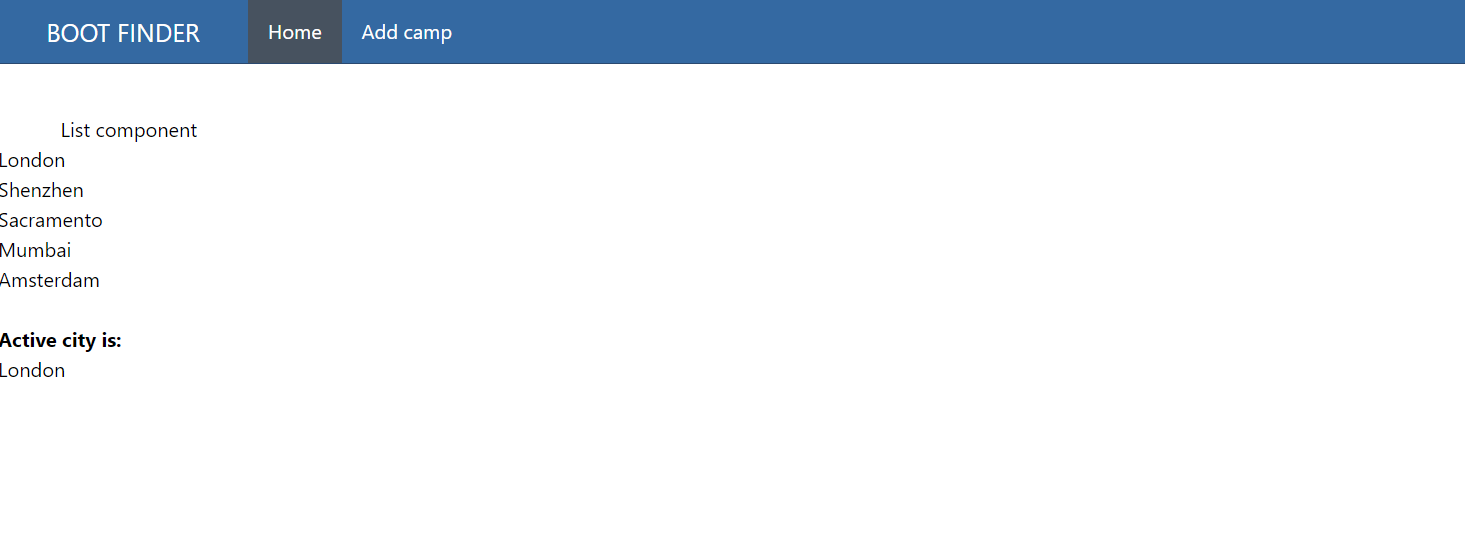 BOOT FINDER Home Add camp
List component
London
Shenzhen
Sacramento
Mumbai
Amsterdam
Active city is:
London